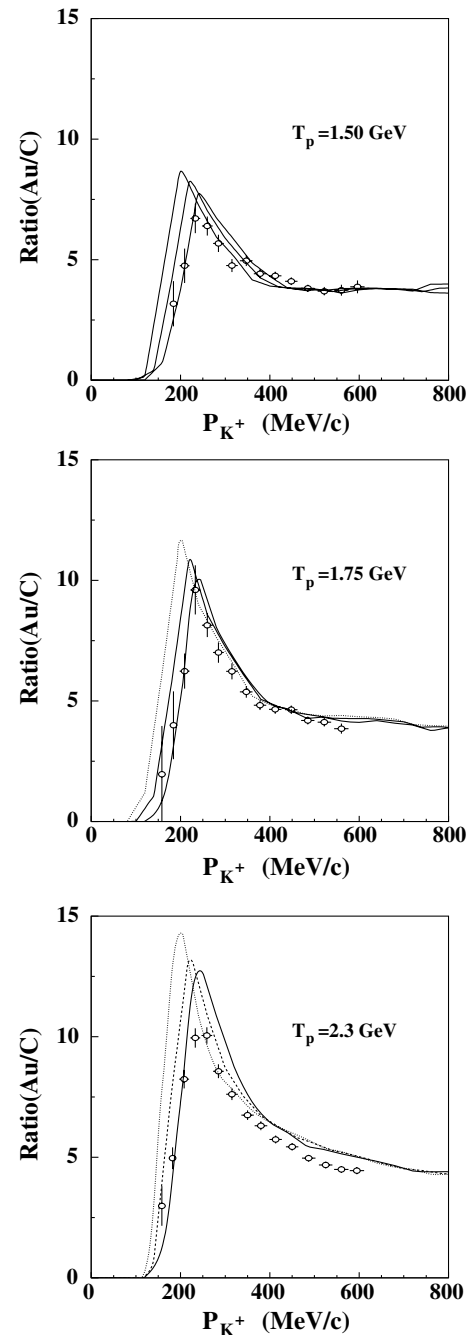 15
10
5
0
Ratio(Au/C)
T_p=1.50 GeV
0 200 400 600 800
P_K+ (MeV/c)
15
10
5
0
Ratio(Au/C)
T_p=1.75 GeV
0 200 400 600 800
P_K+ (MeV/c)
15
10
5
0
Ratio(Au/C)
T_p=2.3 GeV
0 200 400 600 800
P_K+ (MeV/c)